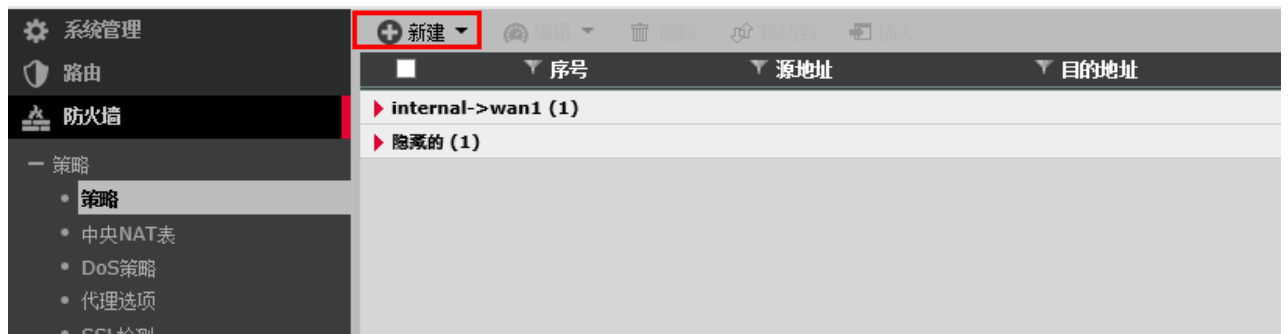 系统管理
路由
防火墙
策略
策略
中央NAT表
DoS策略
代理选项
新建 编辑 删除 移动到 插入
序号 源地址 目的地址
internal->wan1 (1)
隐藏的 (1)